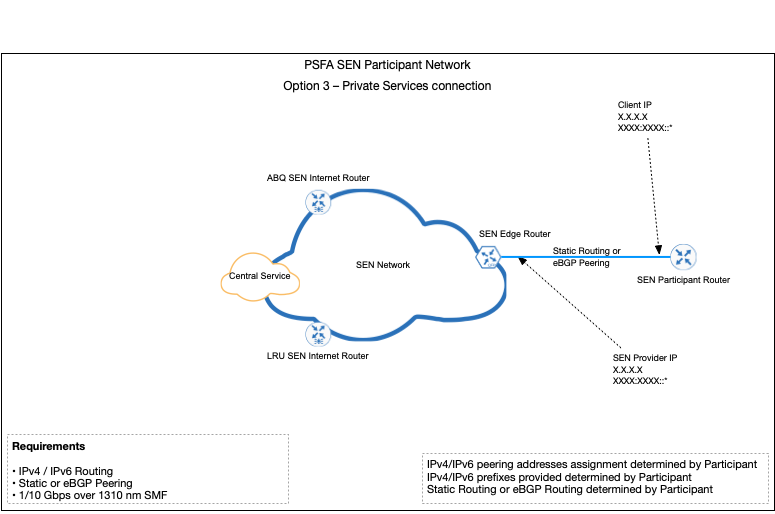 PSFA SEN Participant Network
Option 3 – Private Services connection
Client IP
X.X.X.X
XXXX:XXXX::*
ABQ SEN Internet Router
SEN Edge Router
Static Routing or
eBGP Peering
SEN Network
Central Service
SEN Participant Router
LRU SEN Internet Router
SEN Provider IP
X.X.X.X
XXXX:XXXX::*
Requirements
• IPv4 / IPv6 Routing
• Static or eBGP Peering
• 1/10 Gbps over 1310 nm SMF
IPv4/IPv6 peering addresses assignment determined by Participant
IPv4/IPv6 prefixes provided determined by Participant
Static Routing or eBGP Routing determined by Participant